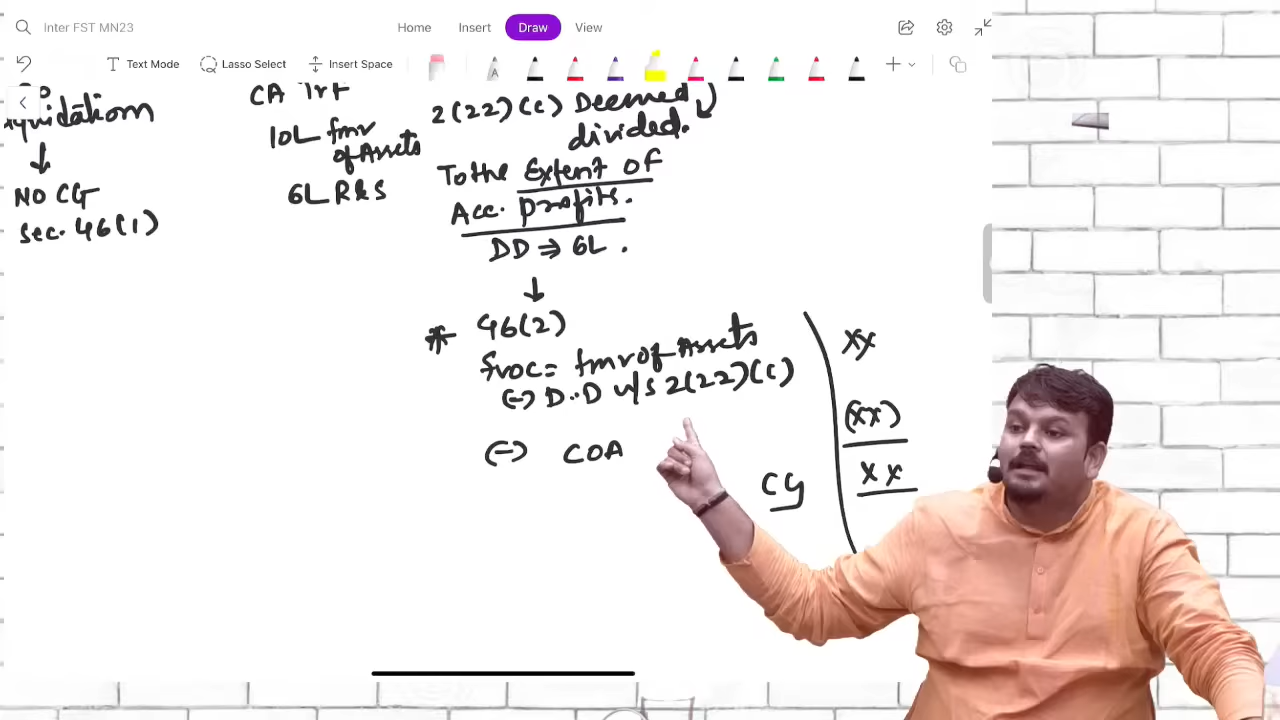 Inter FST MN23
Home Insert Draw View
Text Mode Lasso Select Insert Space
NO CG
Sec. 46(1)
CA Trf
10L fmv
of Assets
6L R&S
2(22)(c) Deemed
divided.
To the Extent of
Acc. profits.
DD ⇒ 6L .
* 46(2)
fvoc = fmv of Assets
(-) D..D u/s 2(22)(c)
(-) COA
CG
xx
(xx)
xx